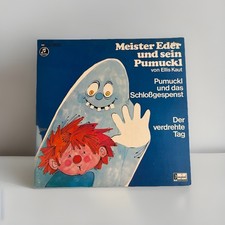 Meister Eder
und sein
Pumuckl
von Ellis Kaut
Pumuckl
und das
Schloßgespenst
Der
verdrehte
Tag